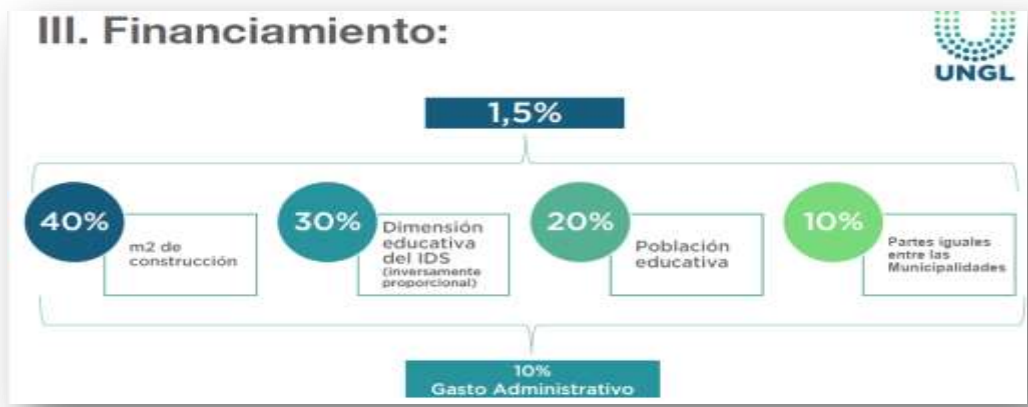 III. Financiamiento:
UNGL
1,5%
40%
m2 de
construcción
30%
Dimensión
educativa
del IDS
(inversamente
proporcional)
20%
Población
educativa
10%
Partes iguales
entre las
Municipalidades
10%
Gasto Administrativo